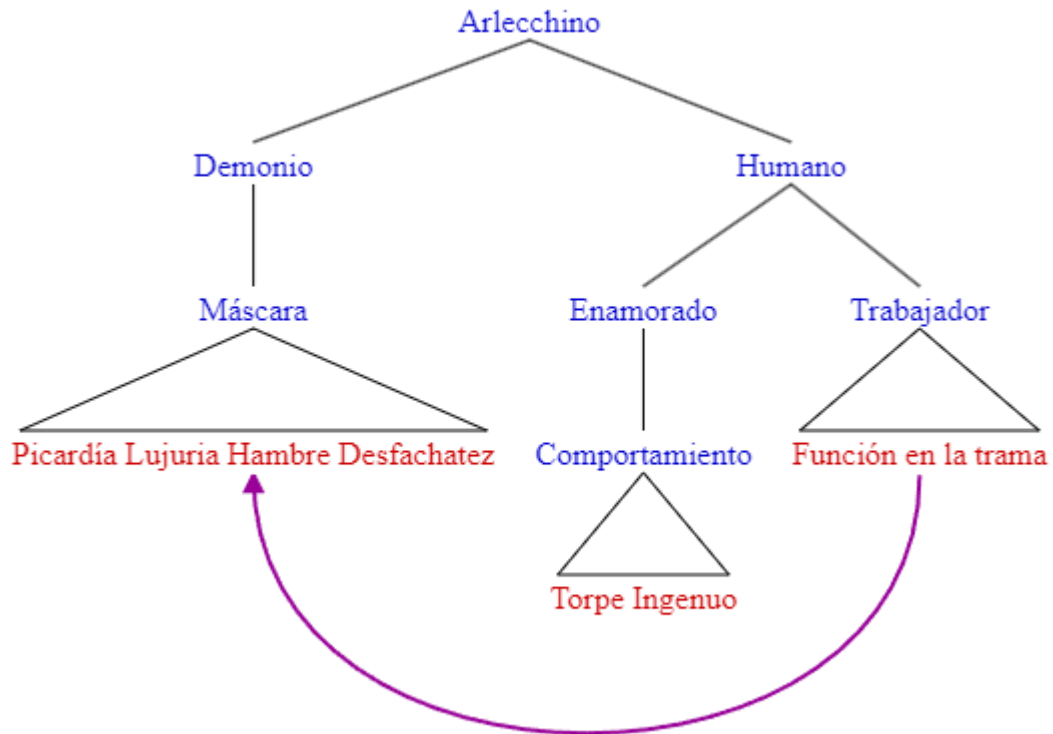 Arlecchino
Demonio
Humano
Máscara
Enamorado
Trabajador
Picardía Lujuria Hambre Desfachatez
Comportamiento
Función en la trama
Torpe Ingenuo